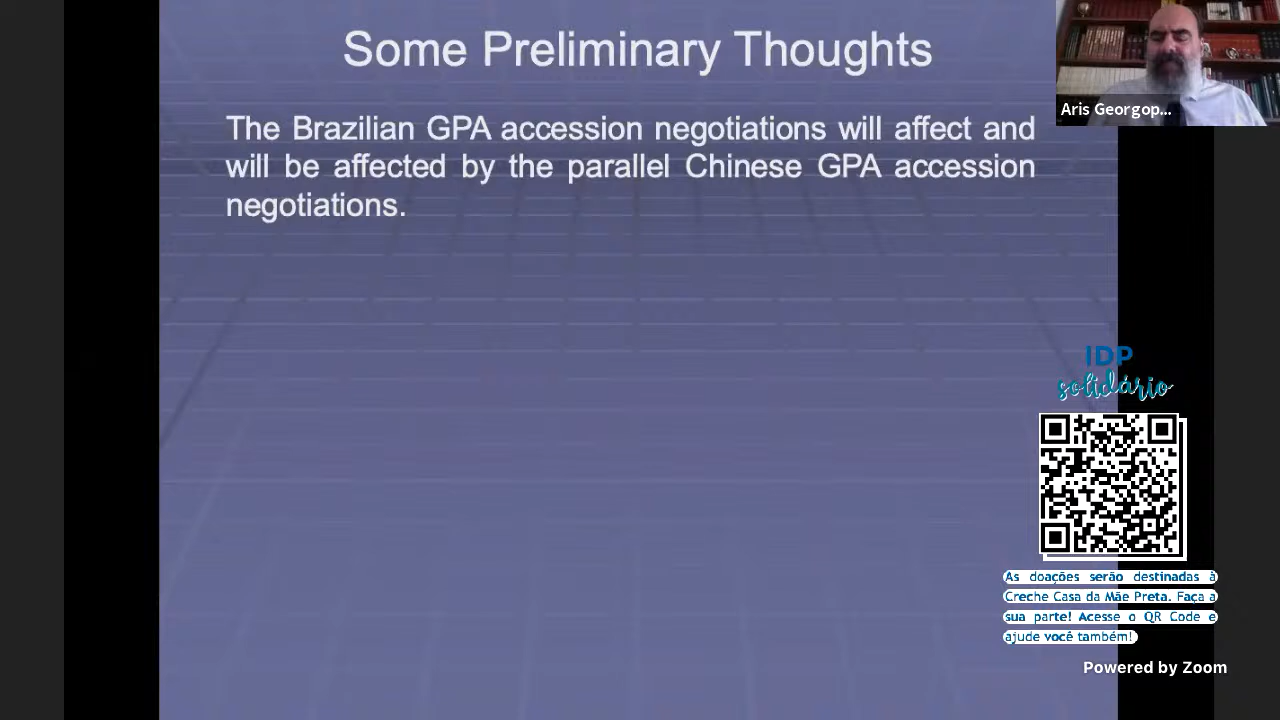 Some Preliminary Thoughts
The Brazilian GPA accession negotiations will affect and
will be affected by the parallel Chinese GPA accession
negotiations.
Aris Georgop...
IDP
solidário
As doações serão destinadas à
Creche Casa da Mãe Preta. Faça a
sua parte! Acesse o QR Code e
ajude você também!
Powered by Zoom